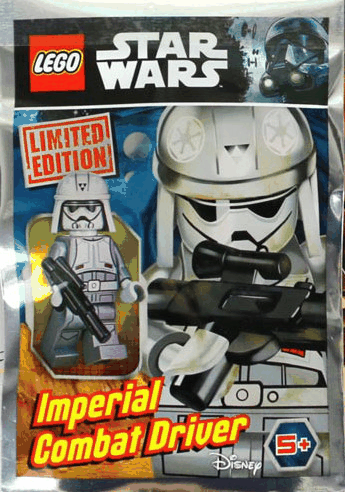 LEGO
STAR
WARS
LIMITED
EDITION
Imperial
Combat Driver
Disney
5+